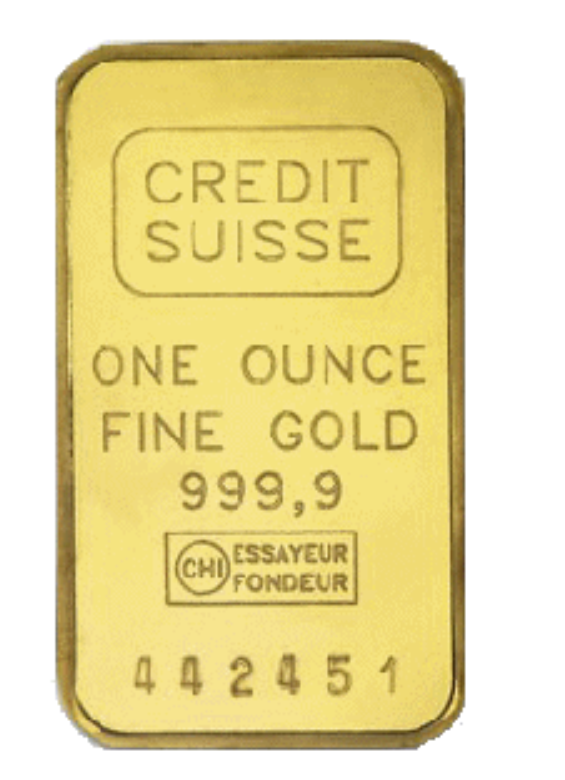 CREDIT
SUISSE
ONE OUNCE
FINE GOLD
999,9
CHI ESSAYEUR
FONDEUR
442451